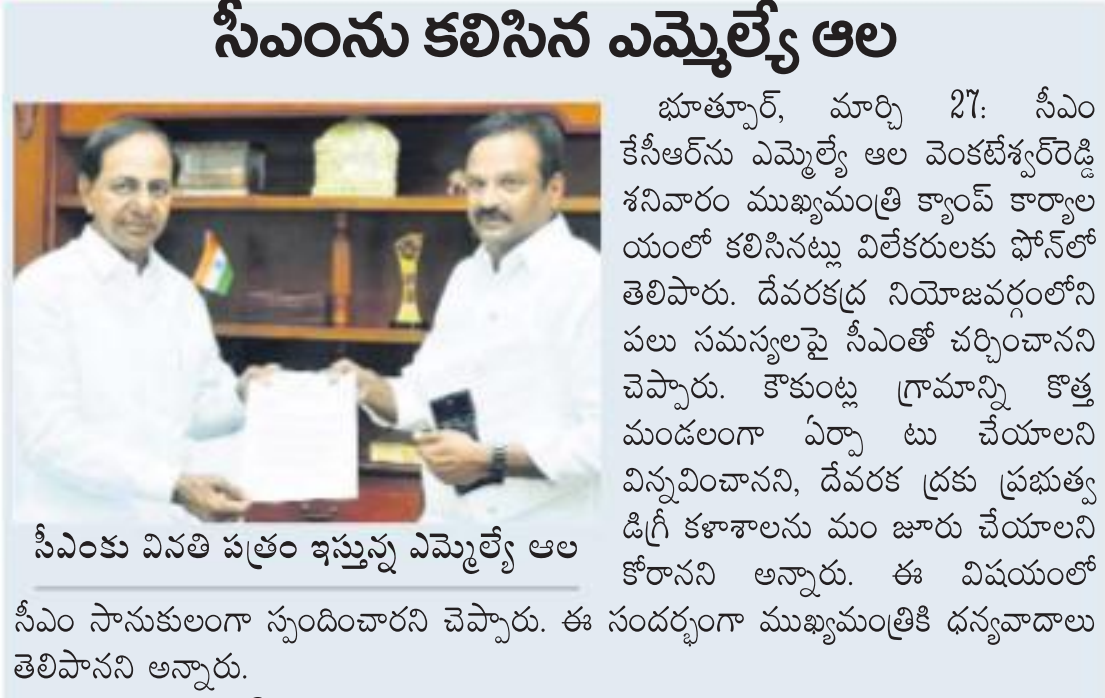 సీఎంను కలిసిన ఎమ్మెల్యే ఆల
భూత్పూర్, మార్చి 27: సీఎం
కేసీఆర్‌ను ఎమ్మెల్యే ఆల వెంకటేశ్వర్‌రెడ్డి
శనివారం ముఖ్యమంత్రి క్యాంప్ కార్యాల
యంలో కలిసినట్లు విలేకరులకు ఫోన్‌లో
తెలిపారు. దేవరకద్ర నియోజవర్గంలోని
పలు సమస్యలపై సీఎంతో చర్చించానని
చెప్పారు. కౌకుంట్ల గ్రామాన్ని కొత్త
మండలంగా ఏర్పా టు చేయాలని
విన్నవించానని, దేవరక ద్రకు ప్రభుత్వ
డిగ్రీ కళాశాలను మం జూరు చేయాలని
కోరానని అన్నారు. ఈ విషయంలో
సీఎం సానుకులంగా స్పందించారని చెప్పారు. ఈ సందర్భంగా ముఖ్యమంత్రికి ధన్యవాదాలు
తెలిపానని అన్నారు.
సీఎంకు వినతి పత్రం ఇస్తున్న ఎమ్మెల్యే ఆల